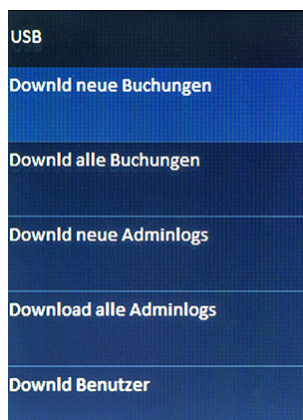 USB
Downld neue Buchungen
Downld alle Buchungen
Downld neue Adminlogs
Download alle Adminlogs
Downld Benutzer